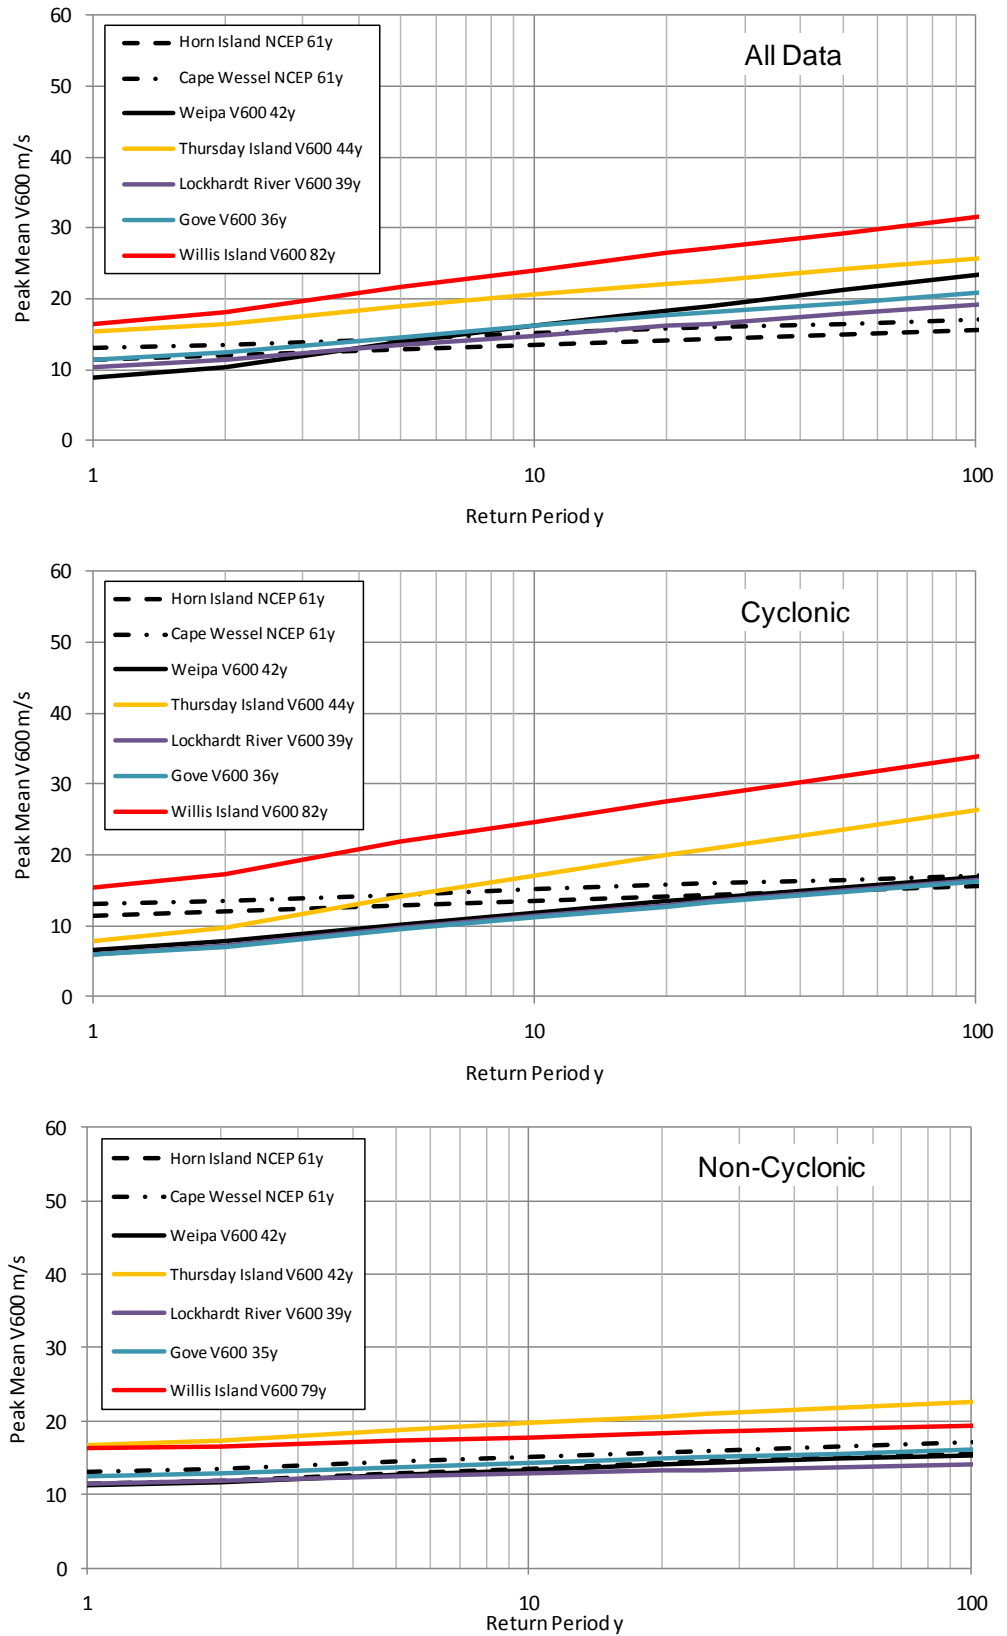 60
50
40
30
20
10
0
Peak Mean V600 m/s
Horn Island NCEP 61y
Cape Wessel NCEP 61y
Weipa V600 42y
Thursday Island V600 44y
Lockhardt River V600 39y
Gove V600 36y
Willis Island V600 82y
All Data
1
10
100
Return Period y
60
50
40
30
20
10
0
Peak Mean V600 m/s
Horn Island NCEP 61y
Cape Wessel NCEP 61y
Weipa V600 42y
Thursday Island V600 44y
Lockhardt River V600 39y
Gove V600 36y
Willis Island V600 82y
Cyclonic
1
10
100
Return Period y
60
50
40
30
20
10
0
Peak Mean V600 m/s
Horn Island NCEP 61y
Cape Wessel NCEP 61y
Weipa V600 42y
Thursday Island V600 42y
Lockhardt River V600 39y
Gove V600 35y
Willis Island V600 79y
Non-Cyclonic
1
10
100
Return Period y